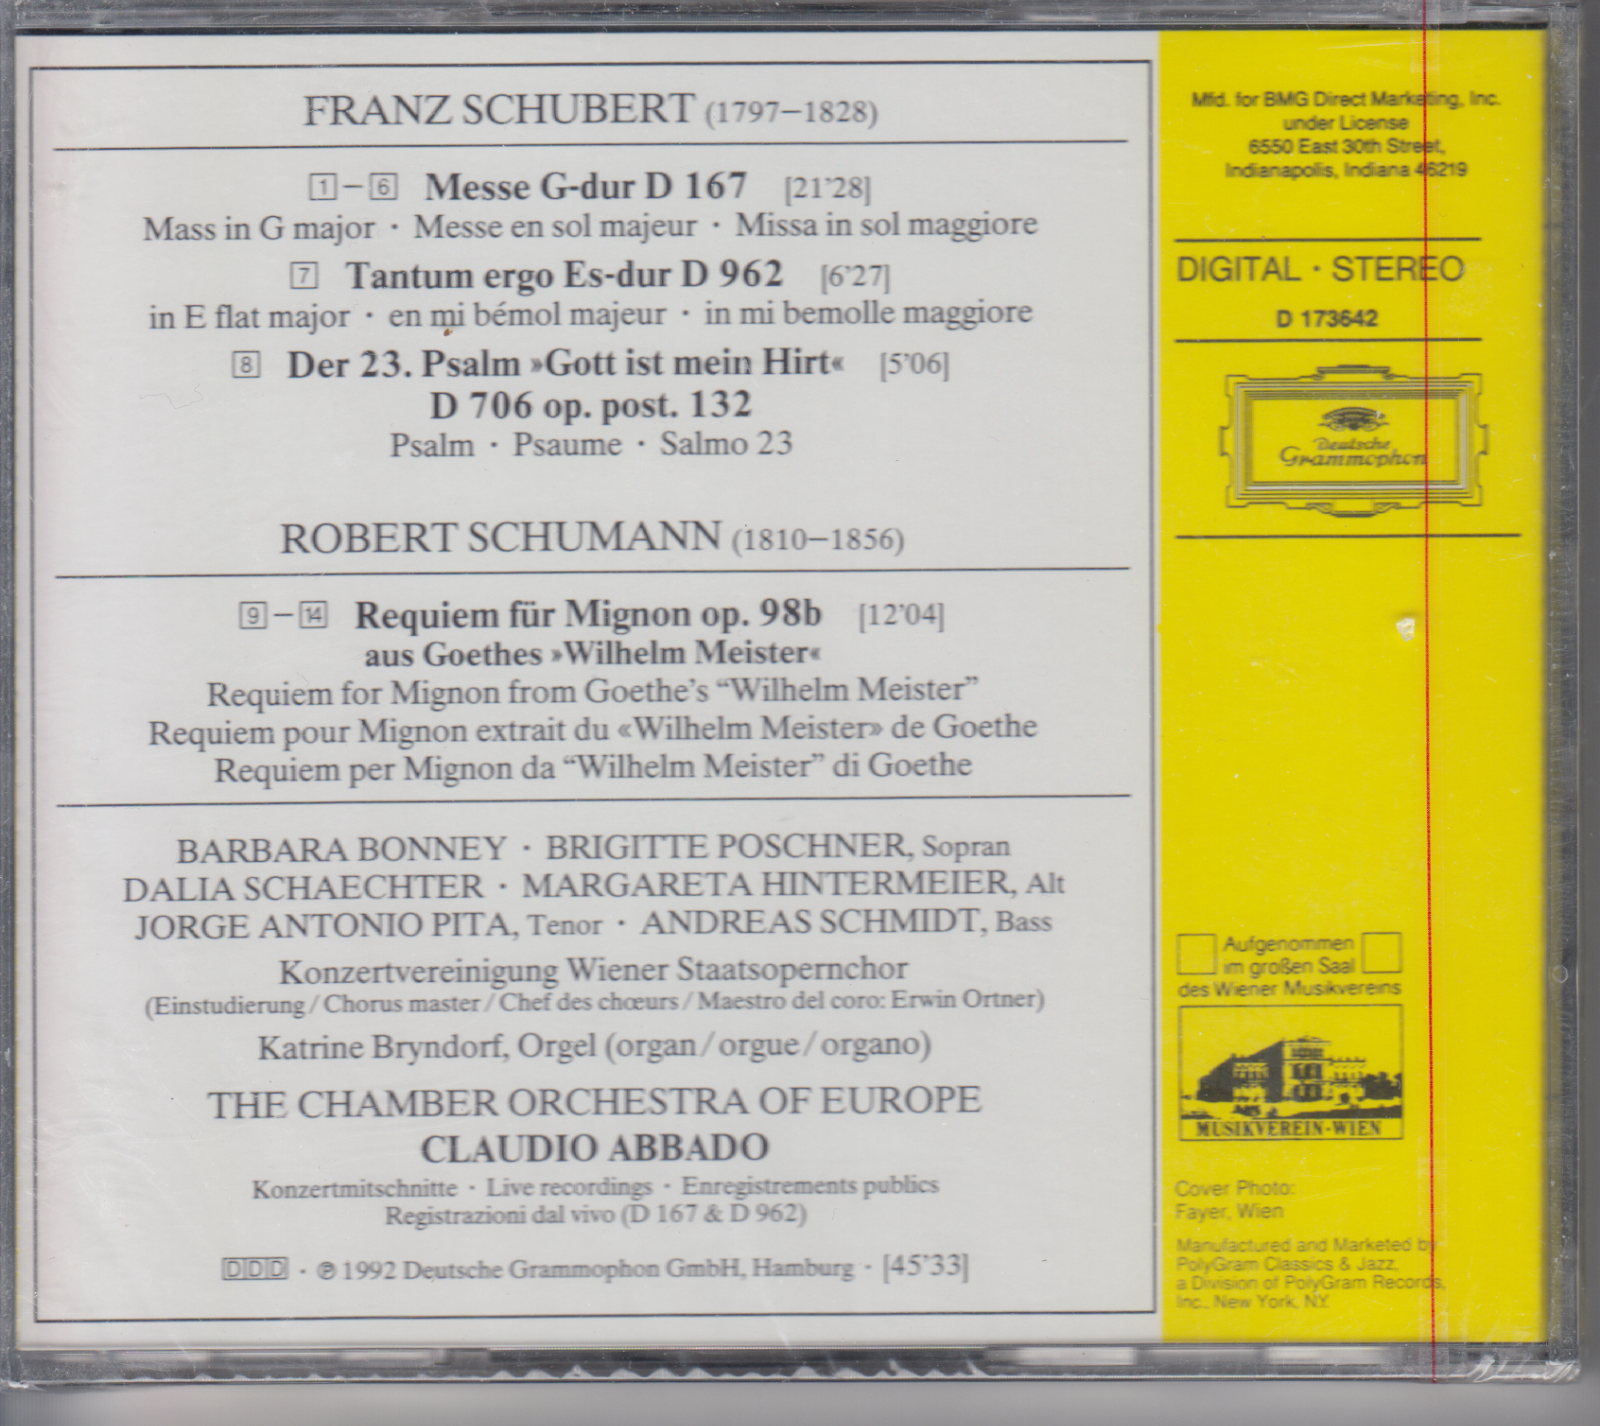 FRANZ SCHUBERT (1797–1828)
1 – 6 Messe G-dur D 167 [21'28]
Mass in G major · Messe en sol majeur · Missa in sol maggiore
7 Tantum ergo Es-dur D 962 [6'27]
in E flat major · en mi bémol majeur · in mi bemolle maggiore
8 Der 23. Psalm »Gott ist mein Hirt« [5'06]
D 706 op. post. 132
Psalm · Psaume · Salmo 23
ROBERT SCHUMANN (1810–1856)
9 – 14 Requiem für Mignon op. 98b [12'04]
aus Goethes »Wilhelm Meister«
Requiem for Mignon from Goethe's “Wilhelm Meister”
Requiem pour Mignon extrait du «Wilhelm Meister» de Goethe
Requiem per Mignon da “Wilhelm Meister” di Goethe
BARBARA BONNEY · BRIGITTE POSCHNER, Sopran
DALIA SCHAECHTER · MARGARETA HINTERMEIER, Alt
JORGE ANTONIO PITA, Tenor · ANDREAS SCHMIDT, Bass
Konzertvereinigung Wiener Staatsopernchor
(Einstudierung / Chorus master / Chef des chœurs / Maestro del coro: Erwin Ortner)
Katrine Bryndorf, Orgel (organ / orgue / organo)
THE CHAMBER ORCHESTRA OF EUROPE
CLAUDIO ABBADO
Konzertmitschnitte · Live recordings · Enregistrements publics
Registrazioni dal vivo (D 167 & D 962)
DDD · ℗ 1992 Deutsche Grammophon GmbH, Hamburg · [45'33]
Mfd. for BMG Direct Marketing, Inc.
under License
6550 East 30th Street,
Indianapolis, Indiana 46219
DIGITAL · STEREO
D 173642
Deutsche
Grammophon
Aufgenommen
im großen Saal
des Wiener Musikvereins
MUSIKVEREIN·WIEN
Cover Photo:
Fayer, Wien
Manufactured and Marketed by
PolyGram Classics & Jazz,
a Division of PolyGram Records,
Inc., New York, NY